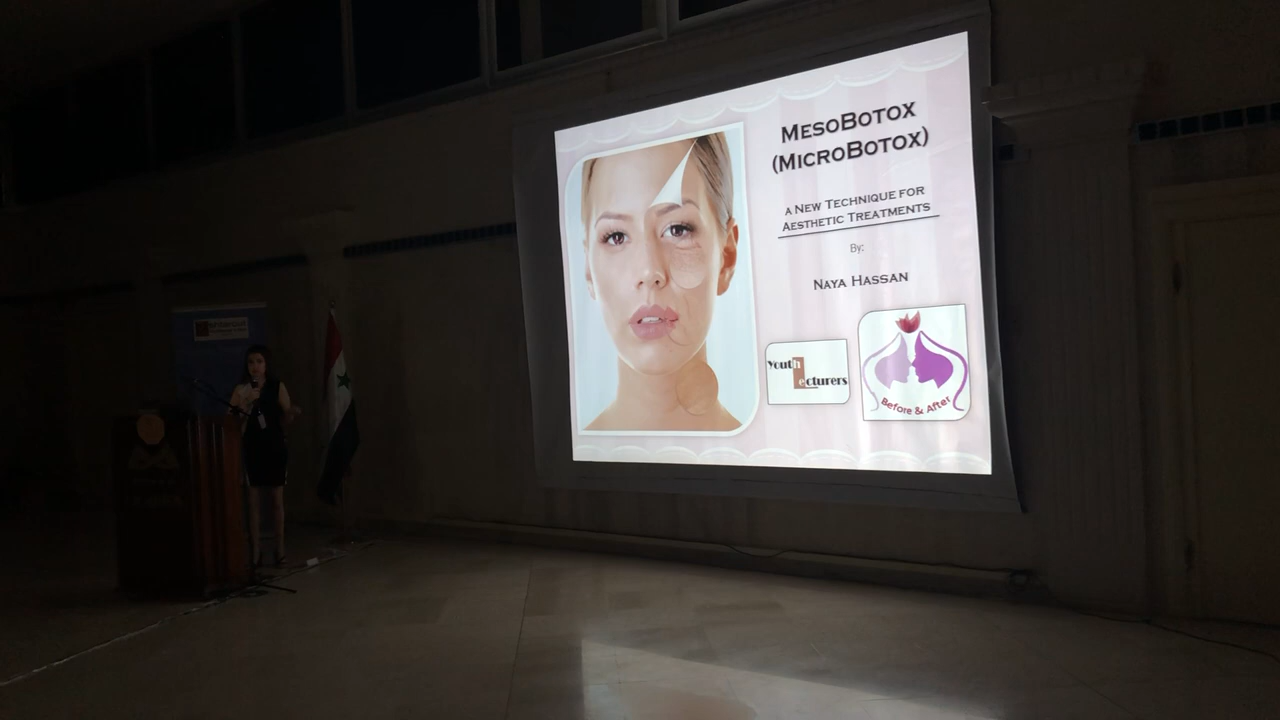 MesoBotox
(MicroBotox)
a New Technique for
Aesthetic Treatments
By:
Naya Hassan
Youth
Lecturers
Before & After